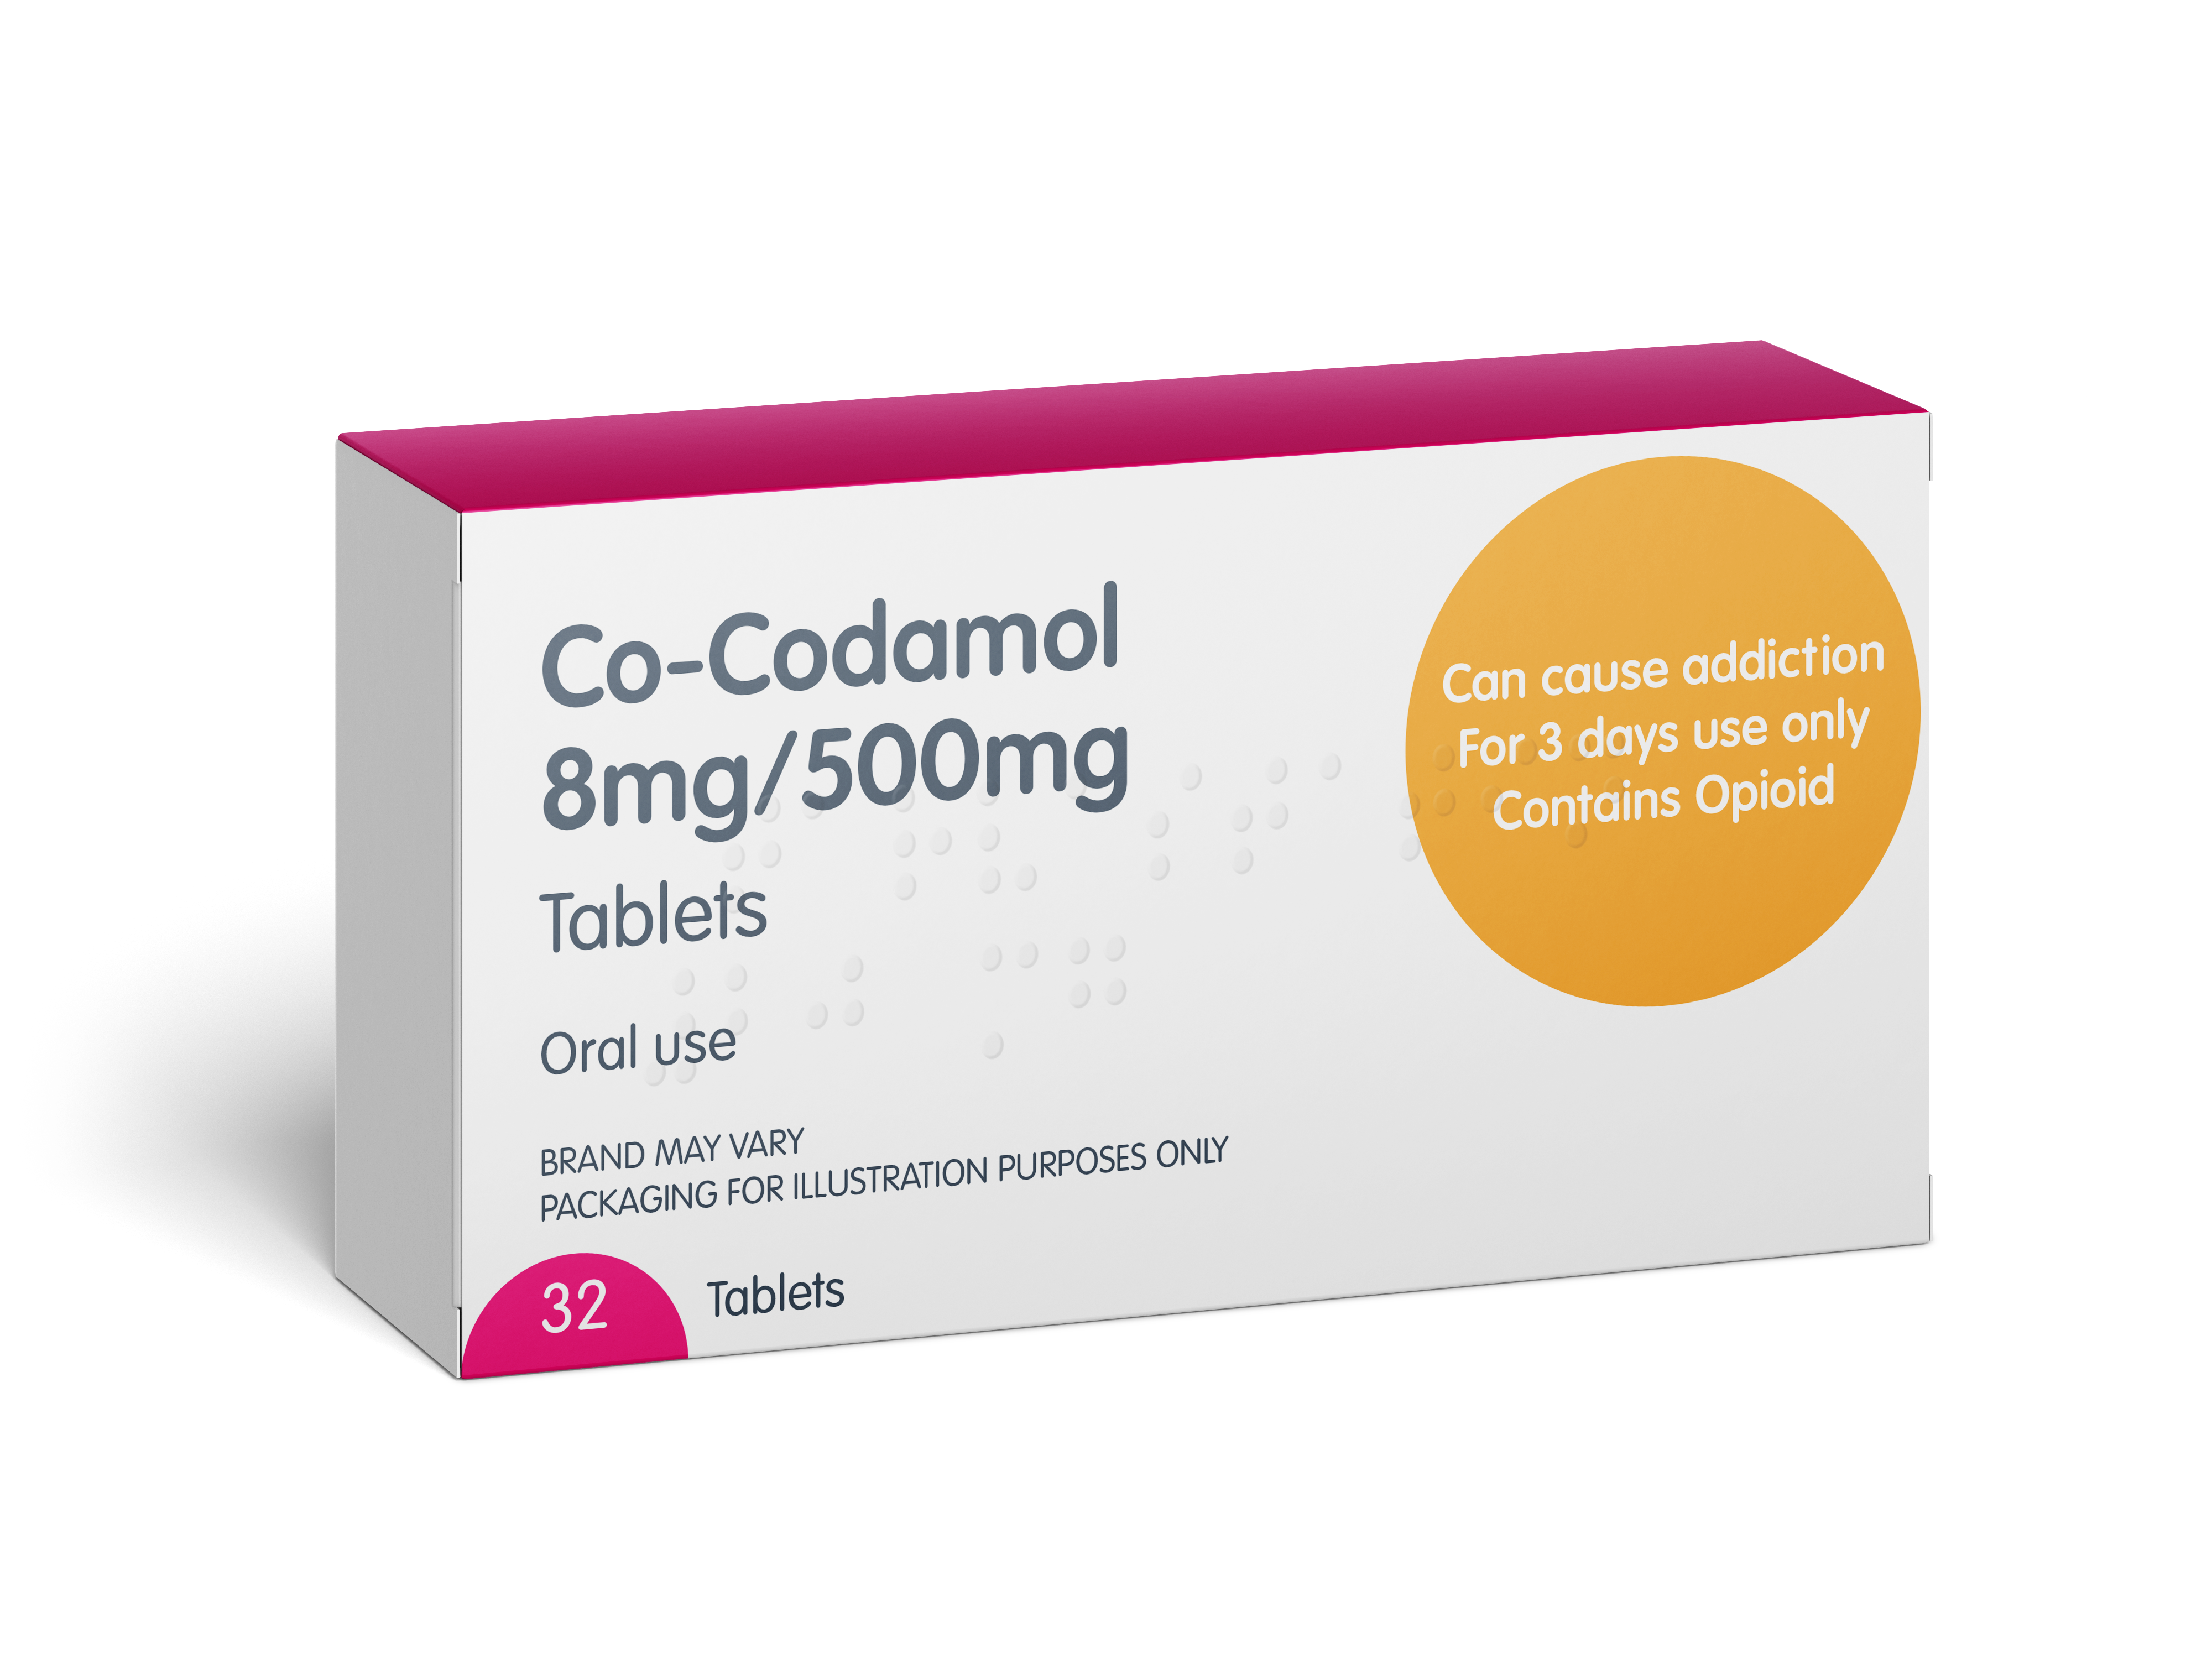 Co-Codamol
8mg/500mg
Tablets
Oral use
BRAND MAY VARY
PACKAGING FOR ILLUSTRATION PURPOSES ONLY
32 Tablets
Can cause addiction
For 3 days use only
Contains Opioid